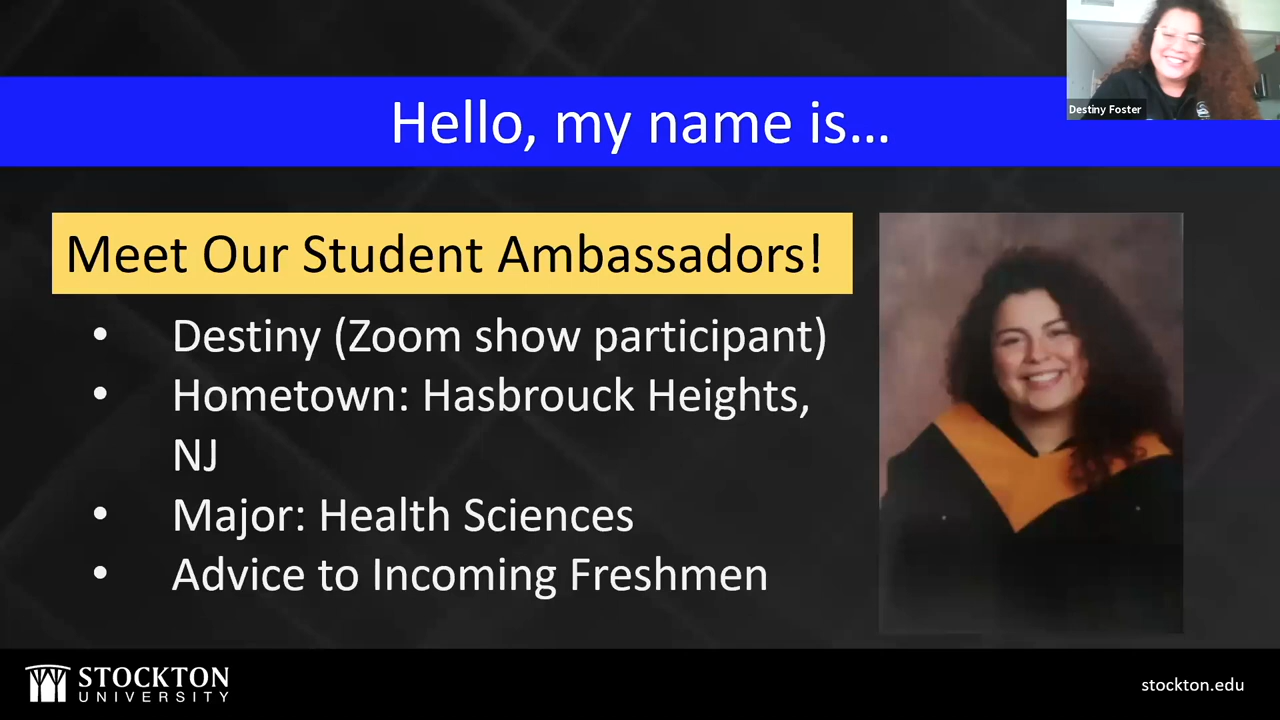 Destiny Foster
Hello, my name is…
Meet Our Student Ambassadors!
• Destiny (Zoom show participant)
• Hometown: Hasbrouck Heights,
NJ
• Major: Health Sciences
• Advice to Incoming Freshmen
STOCKTON
UNIVERSITY
stockton.edu